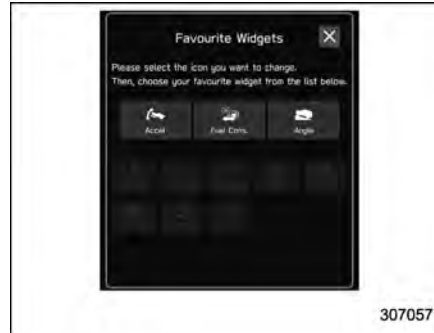 Favourite Widgets
Please select the icon you want to change.
Then, choose your favourite widget from the list below.
Accel Fuel Cons. Angle
307057